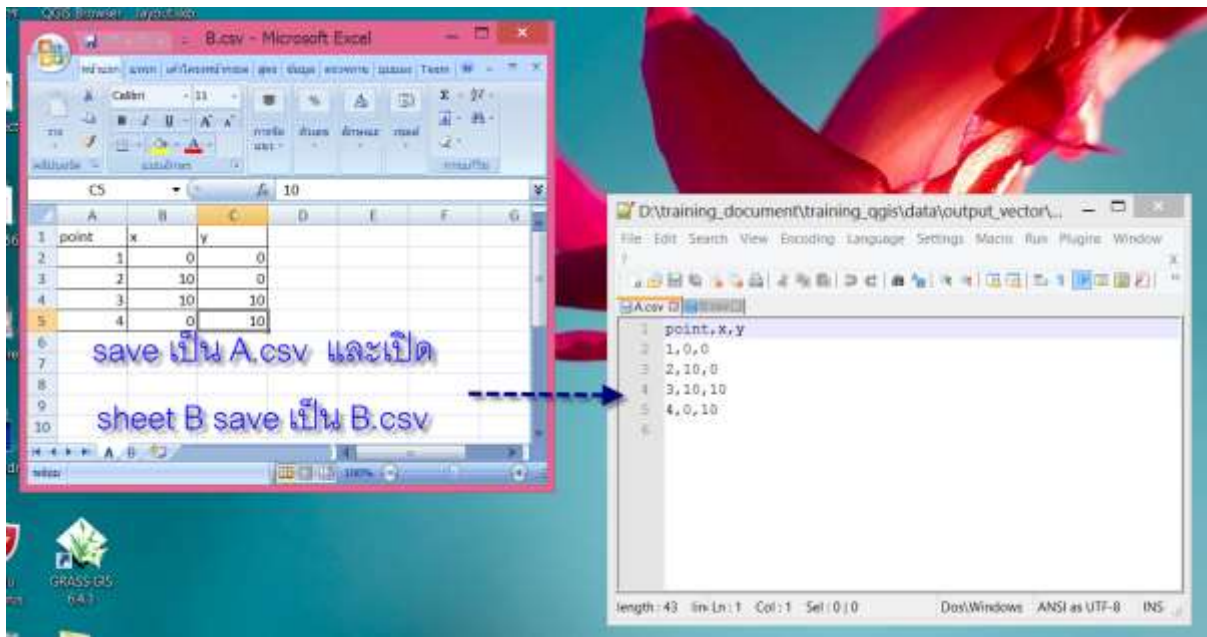 QGIS Browser
B.csv - Microsoft Excel
Team
Calibri 11
C5 10
A B C D E F G
1 point x y
2 1 0 0
3 2 10 0
4 3 10 10
5 4 0 10
6
7
8
9
10
save เป็น A.csv และเปิด
sheet B save เป็น B.csv
A B
100%
GRASS GIS
6.4.3
D:\training_document\training_qgis\data\output_vector\...
File Edit Search View Encoding Language Settings Macro Run Plugins Window
?
X
A.csv
1 point,x,y
2 1,0,0
3 2,10,0
4 3,10,10
5 4,0,10
6
length : 43 Ln : 1 Col : 1 Sel : 0 | 0 Dos\Windows ANSI as UTF-8 INS